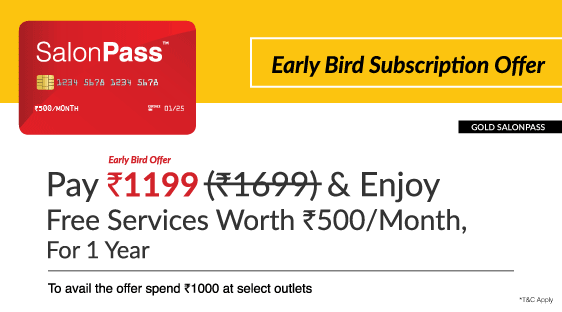 SalonPass™
1234 5678 1234 5678
₹500/MONTH
01/25
Early Bird Subscription Offer
GOLD SALONPASS
Early Bird Offer
Pay ₹1199 (₹1699) & Enjoy
Free Services Worth ₹500/Month,
For 1 Year
To avail the offer spend ₹1000 at select outlets
*T&C Apply